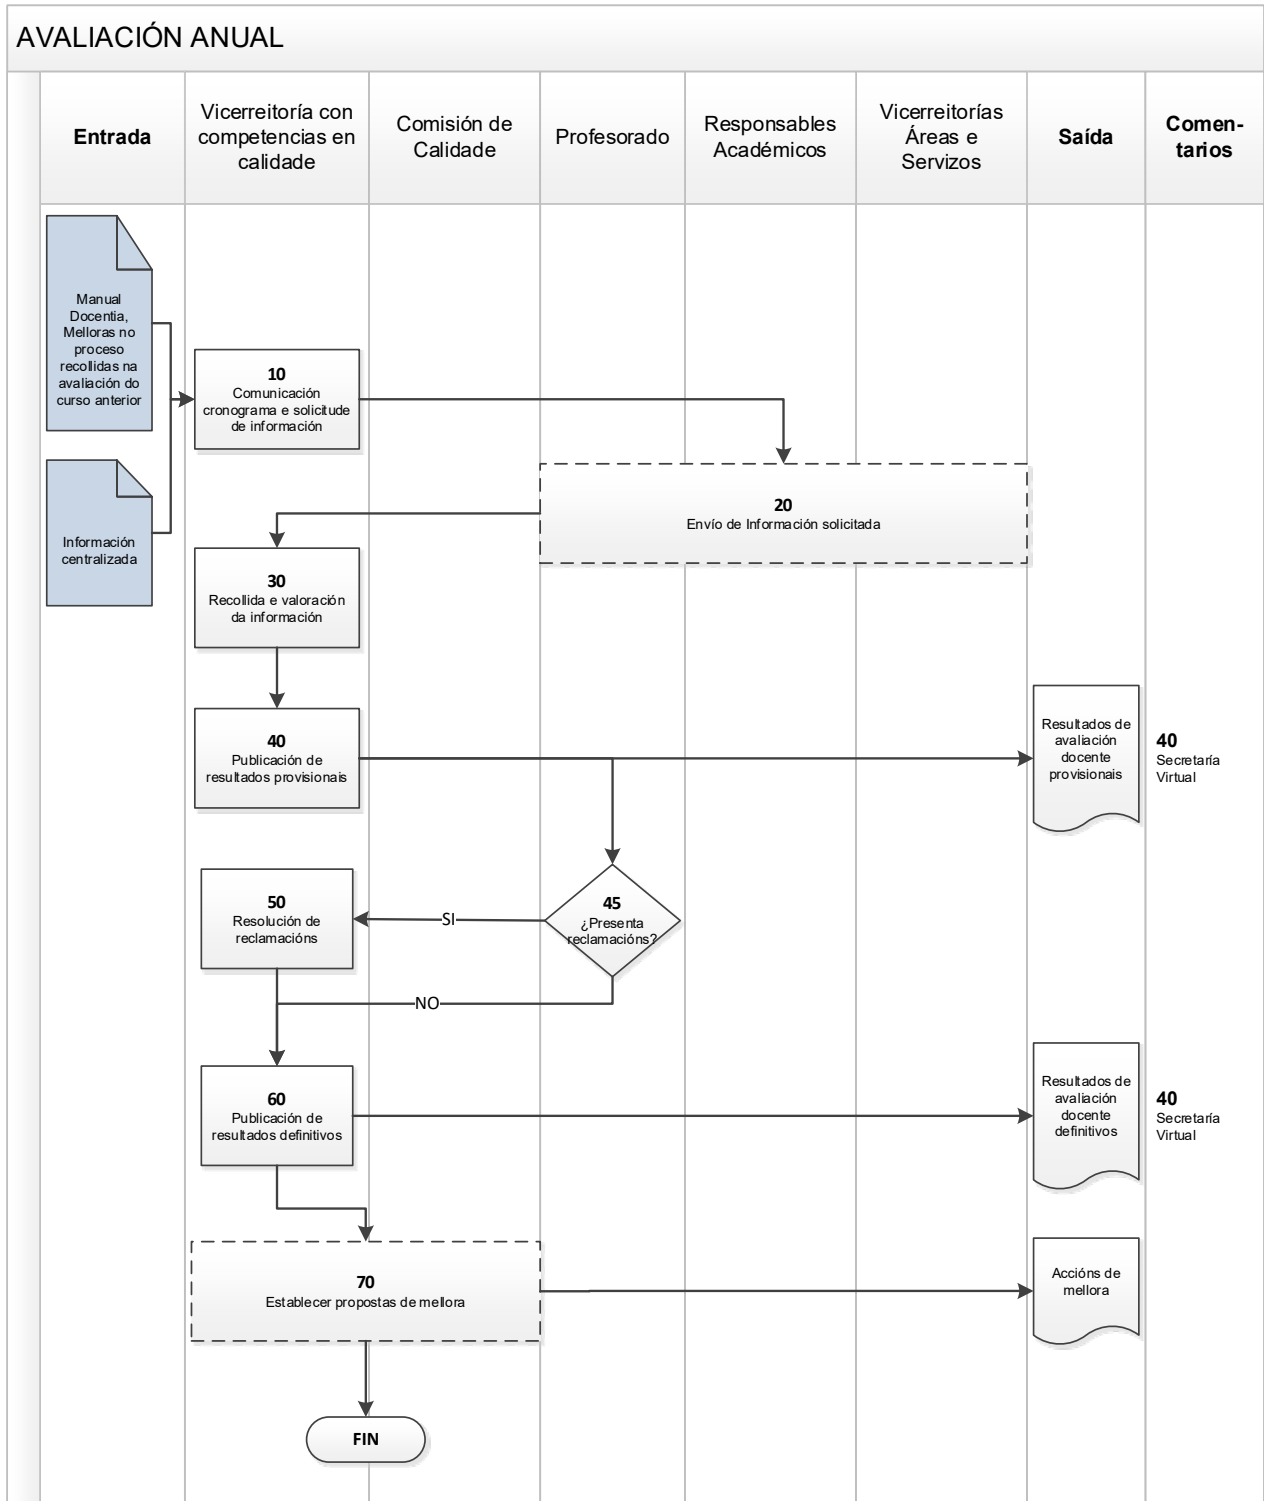 AVALIACIÓN ANUAL
Entrada
Vicerreitoría con
competencias en
calidade
Comisión de
Calidade
Profesorado
Responsables
Académicos
Vicerreitorías
Áreas e
Servizos
Saída
Comen-
tarios
Manual
Docentia,
Melloras no
proceso
recollidas na
avaliación do
curso anterior
10
Comunicación
cronograma e solicitude
de información
20
Envío de Información solicitada
Información
centralizada
30
Recollida e valoración
da información
40
Publicación de
resultados provisionais
Resultados de
avaliación
docente
provisionais
40
Secretaría
Virtual
50
Resolución de
reclamacións
SI
45
¿Presenta
reclamacións?
NO
60
Publicación de
resultados definitivos
Resultados de
avaliación
docente
definitivos
40
Secretaría
Virtual
70
Establecer propostas de mellora
Accións de
mellora
FIN